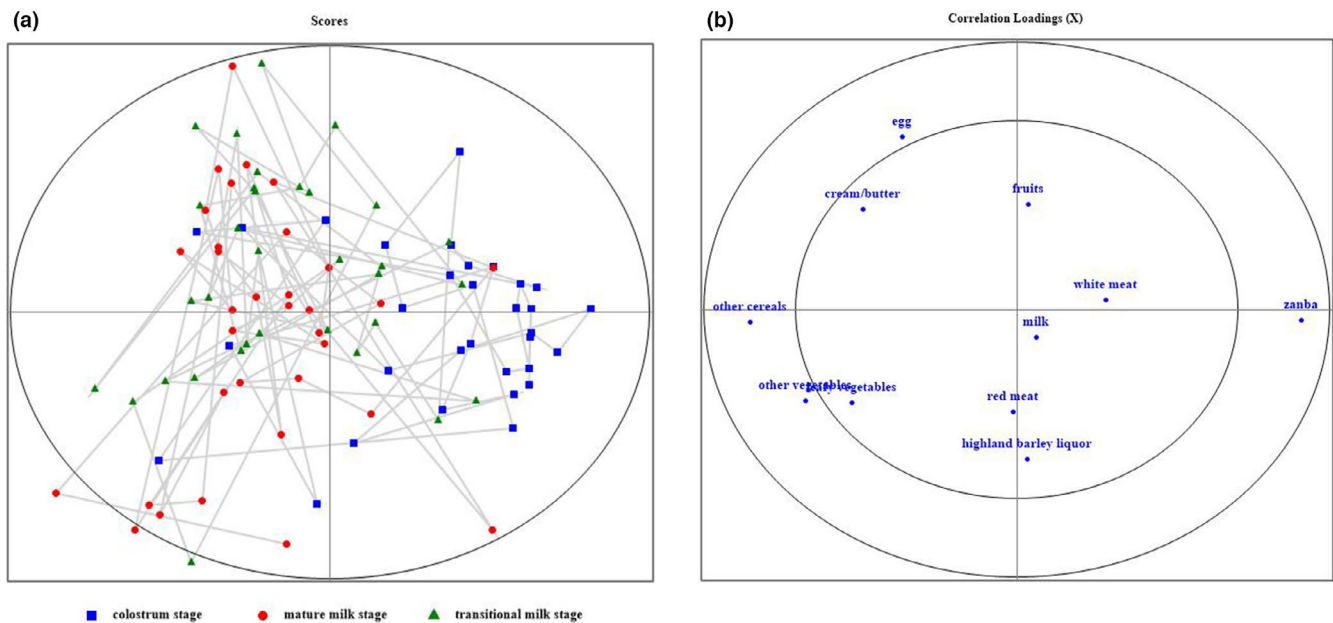 (a)
Scores
colostrum stage
mature milk stage
transitional milk stage
(b)
Correlation Loadings (X)
egg
cream/butter
fruits
white meat
other cereals
zanba
milk
other vegetables
leafy vegetables
red meat
highland barley liquor